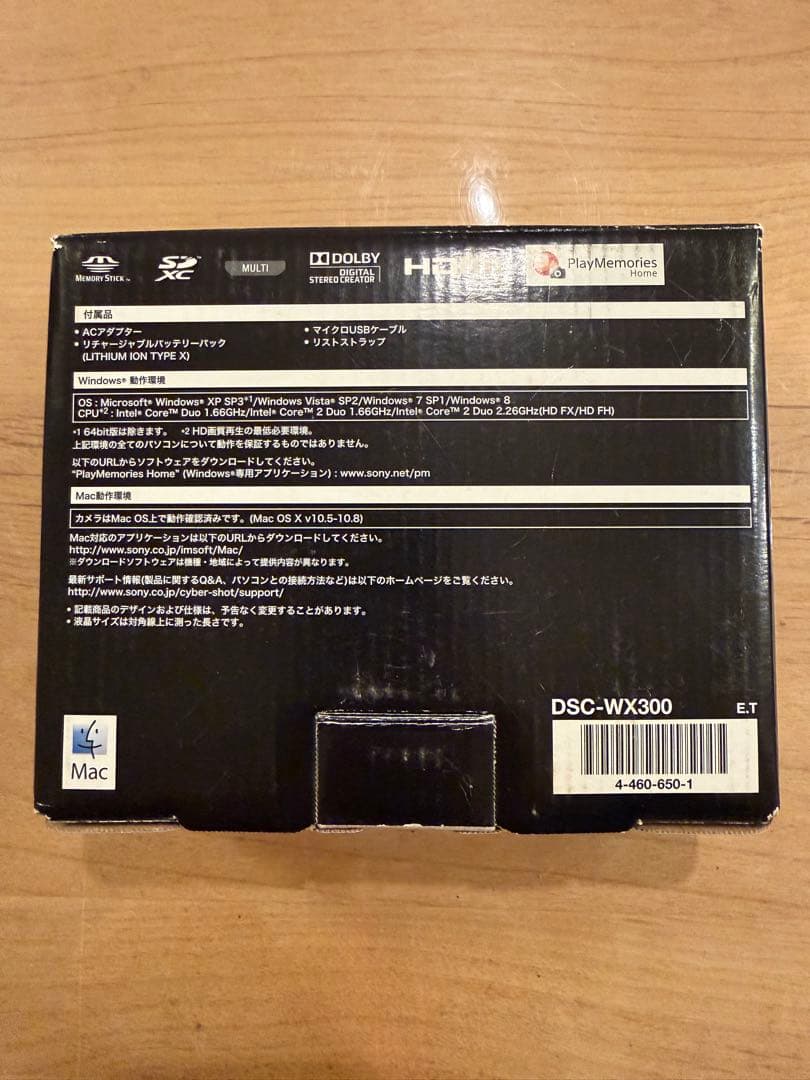 MEMORY STICK™
SD XC™
MULTI
DOLBY
DIGITAL
STEREO CREATOR
HDMI
PlayMemories
Home
付属品
• ACアダプター
• リチャージャブルバッテリーパック
(LITHIUM ION TYPE X)
• マイクロUSBケーブル
• リストストラップ
Windows® 動作環境
OS : Microsoft® Windows® XP SP3*1/Windows Vista® SP2/Windows® 7 SP1/Windows® 8
CPU*2 : Intel® Core™ Duo 1.66GHz/Intel® Core™ 2 Duo 1.66GHz/Intel® Core™ 2 Duo 2.26GHz(HD FX/HD FH)
*1 64bit版は除きます。 *2 HD画質再生の最低必要環境。
上記環境の全てのパソコンについて動作を保証するものではありません。
以下のURLからソフトウェアをダウンロードしてください。
“PlayMemories Home” (Windows®専用アプリケーション) : www.sony.net/pm
Mac動作環境
カメラはMac OS上で動作確認済みです。(Mac OS X v10.5-10.8)
Mac対応のアプリケーションは以下のURLからダウンロードしてください。
http://www.sony.co.jp/imsoft/Mac/
※ダウンロードソフトウェアは機種・地域によって提供内容が異なります。
最新サポート情報(製品に関するQ&A、パソコンとの接続方法など)は以下のホームページをご覧ください。
http://www.sony.co.jp/cyber-shot/support/
• 記載商品のデザインおよび仕様は、予告なく変更することがあります。
• 液晶サイズは対角線上に測った長さです。
Mac
DSC-WX300
E.T
4-460-650-1